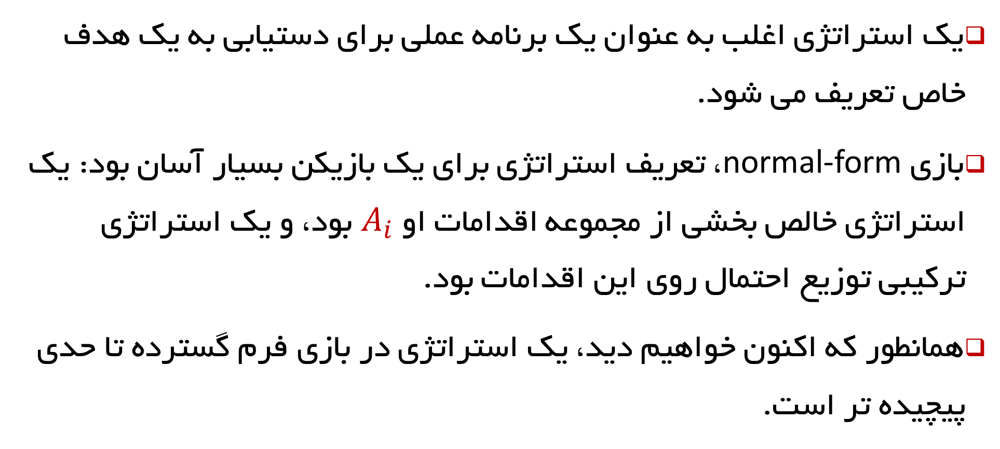 ❑یک استراتژی اغلب به عنوان یک برنامه عملی برای دستیابی به یک هدف
خاص تعریف می شود.
❑بازی normal-form، تعریف استراتژی برای یک بازیکن بسیار آسان بود: یک
استراتژی خالص بخشی از مجموعه اقدامات او A_i بود، و یک استراتژی
ترکیبی توزیع احتمال روی این اقدامات بود.
❑همانطور که اکنون خواهیم دید، یک استراتژی در بازی فرم گسترده تا حدی
پیچیده تر است.